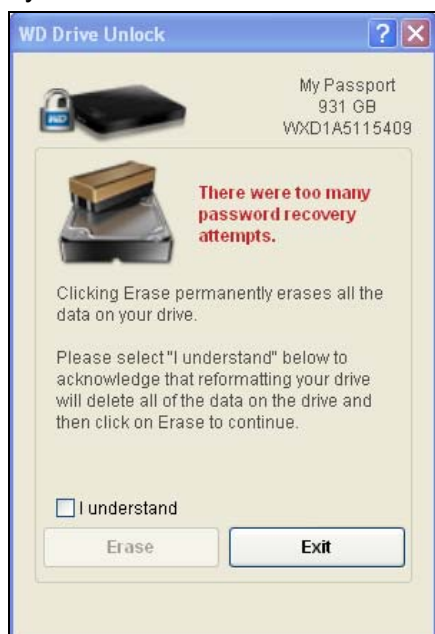 WD Drive Unlock
?
X
My Passport
931 GB
WXD1A5115409
WD
There were too many
password recovery
attempts.
Clicking Erase permanently erases all the
data on your drive.
Please select "I understand" below to
acknowledge that reformatting your drive
will delete all of the data on the drive and
then click on Erase to continue.
I understand
Erase
Exit